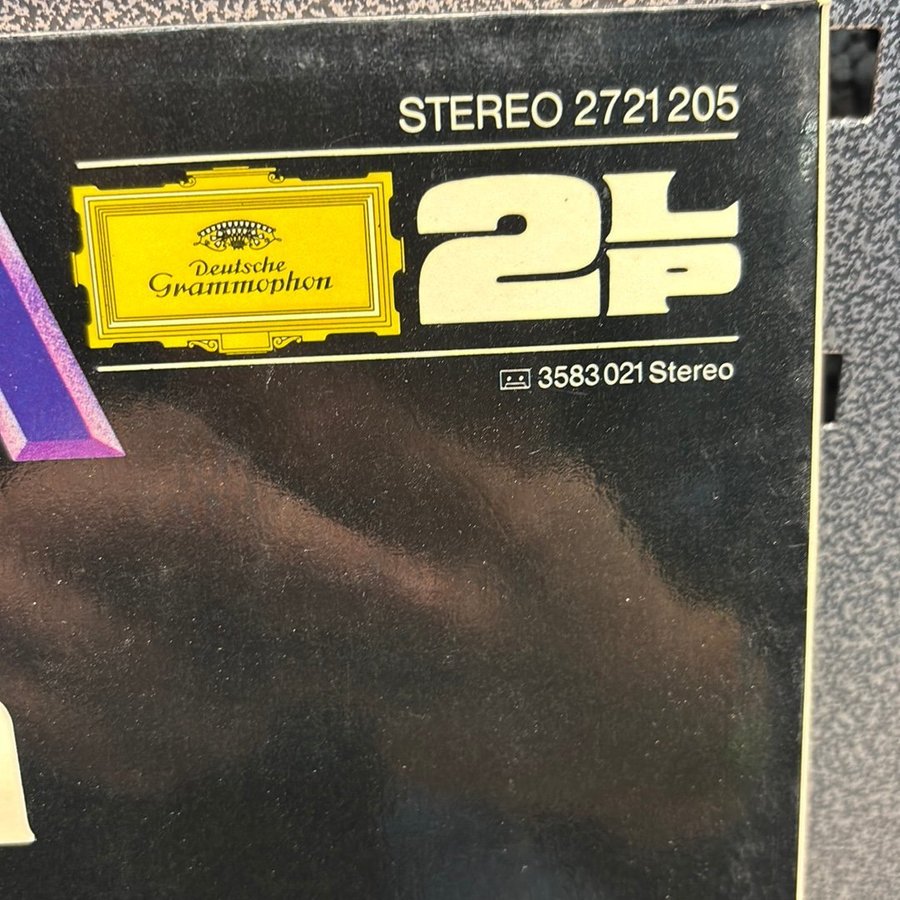 STEREO 2721 205
Deutsche
Grammophon
2LP
3583 021 Stereo